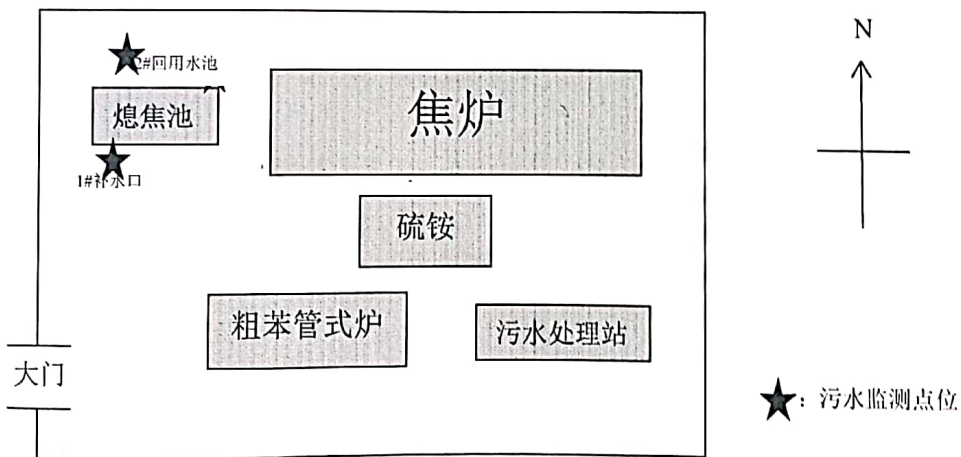 N
2#回用水池
熄焦池
焦炉
1#补水口
硫铵
粗苯管式炉
污水处理站
大门
：污水监测点位